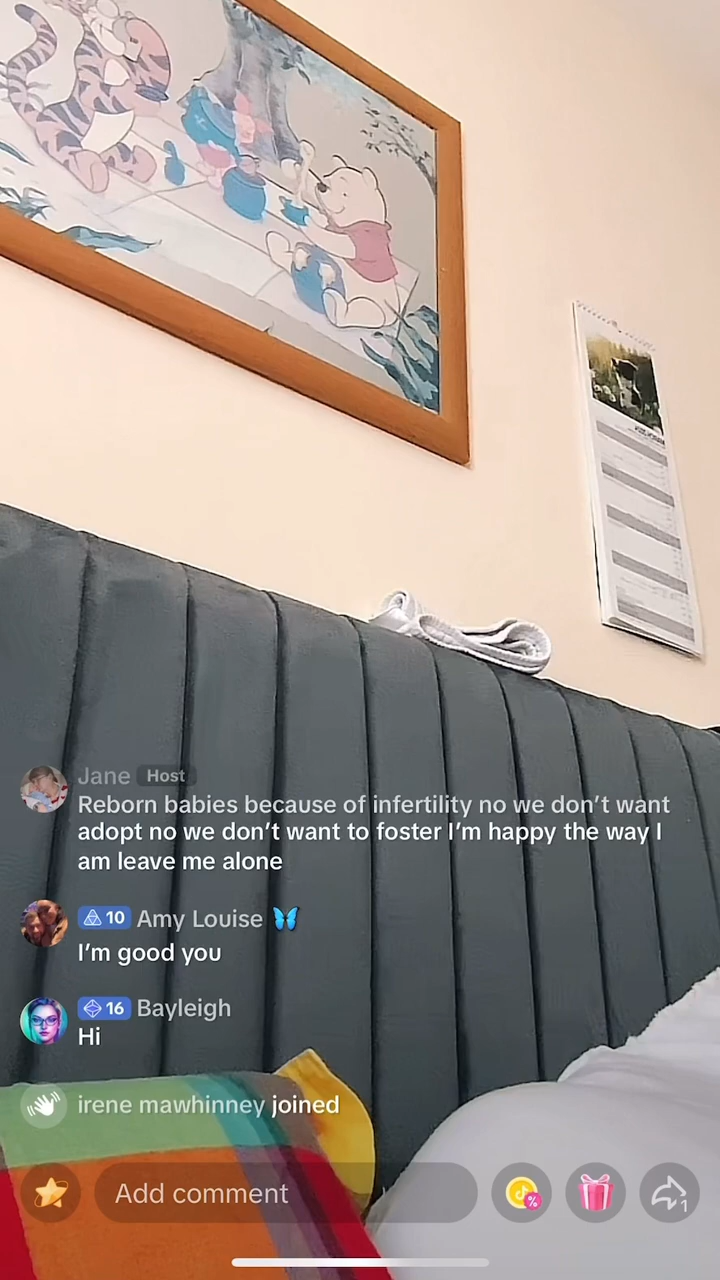 Jane Host
Reborn babies because of infertility no we don't want
adopt no we don't want to foster I'm happy the way I
am leave me alone
10 Amy Louise 🦋
I'm good you
16 Bayleigh
Hi
irene mawhinney joined
Add comment
1